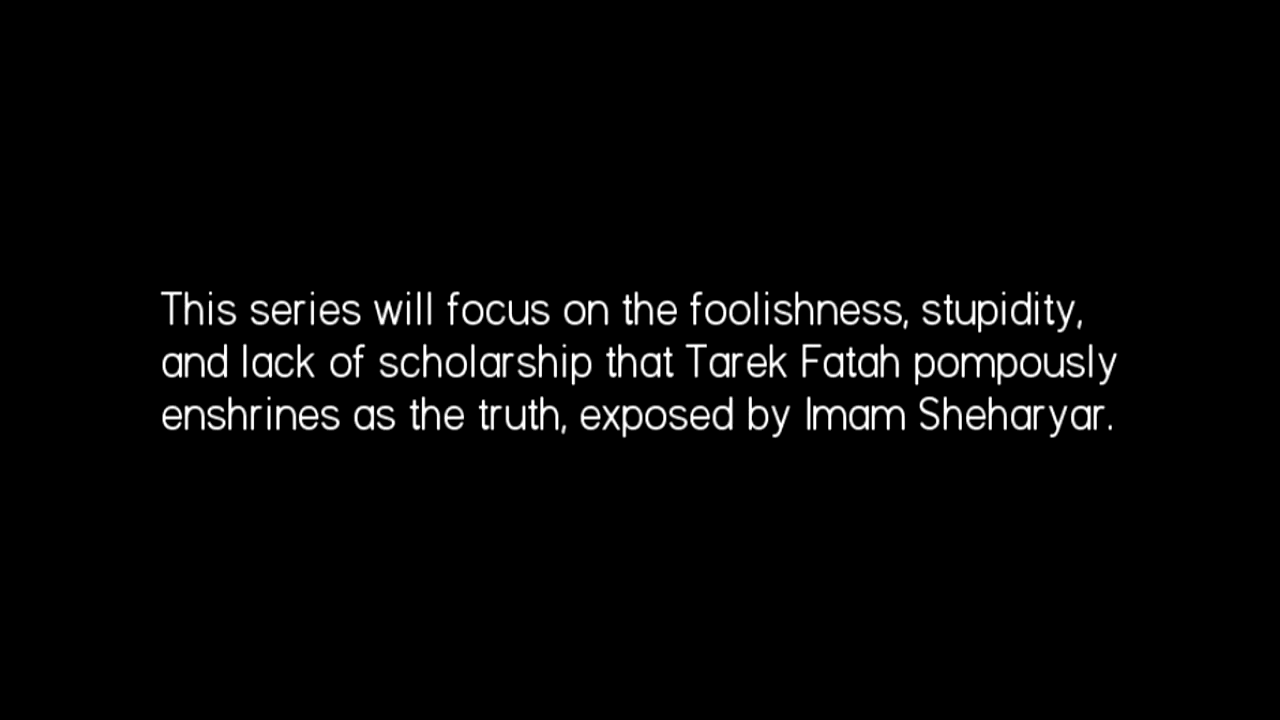 This series will focus on the foolishness, stupidity,
and lack of scholarship that Tarek Fatah pompously
enshrines as the truth, exposed by Imam Sheharyar.